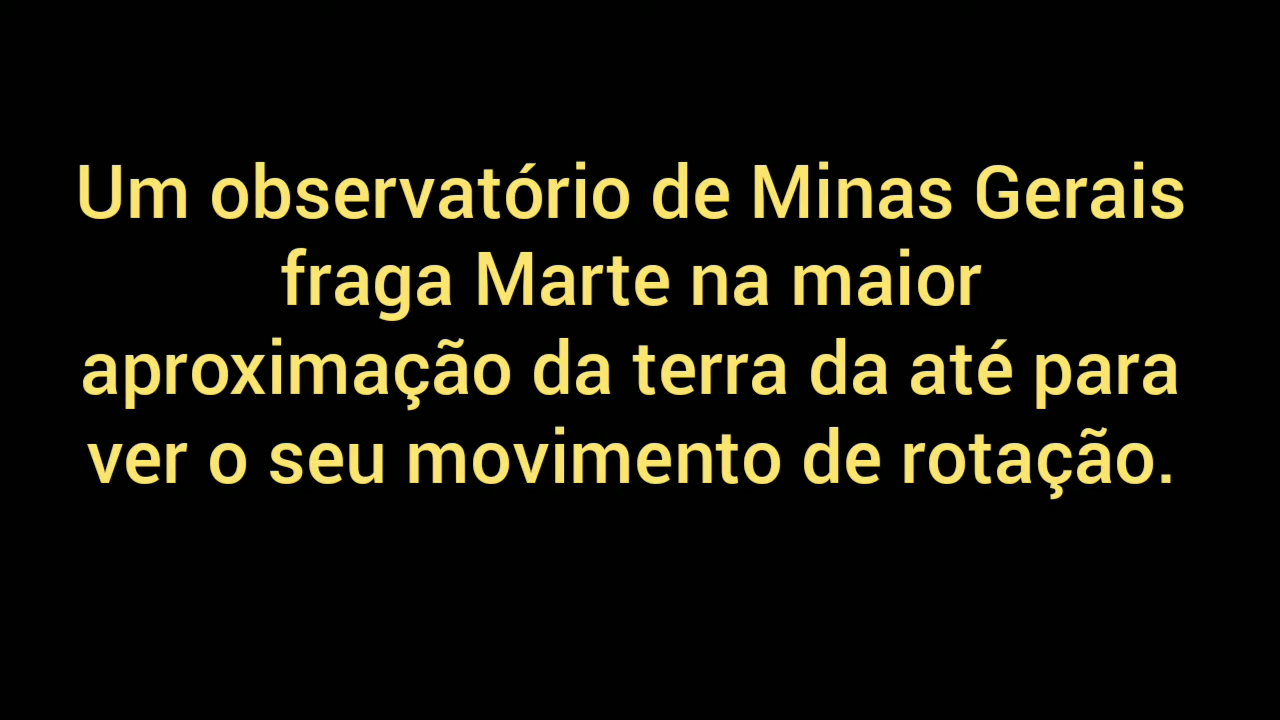 Um observatório de Minas Gerais
fraga Marte na maior
aproximação da terra da até para
ver o seu movimento de rotação.